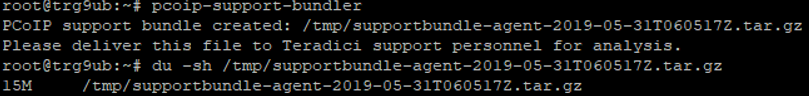 root@trg9ub:~# pcoip-support-bundler
PCoIP support bundle created: /tmp/supportbundle-agent-2019-05-31T060517Z.tar.gz
Please deliver this file to Teradici support personnel for analysis.
root@trg9ub:~# du -sh /tmp/supportbundle-agent-2019-05-31T060517Z.tar.gz
15M     /tmp/supportbundle-agent-2019-05-31T060517Z.tar.gz